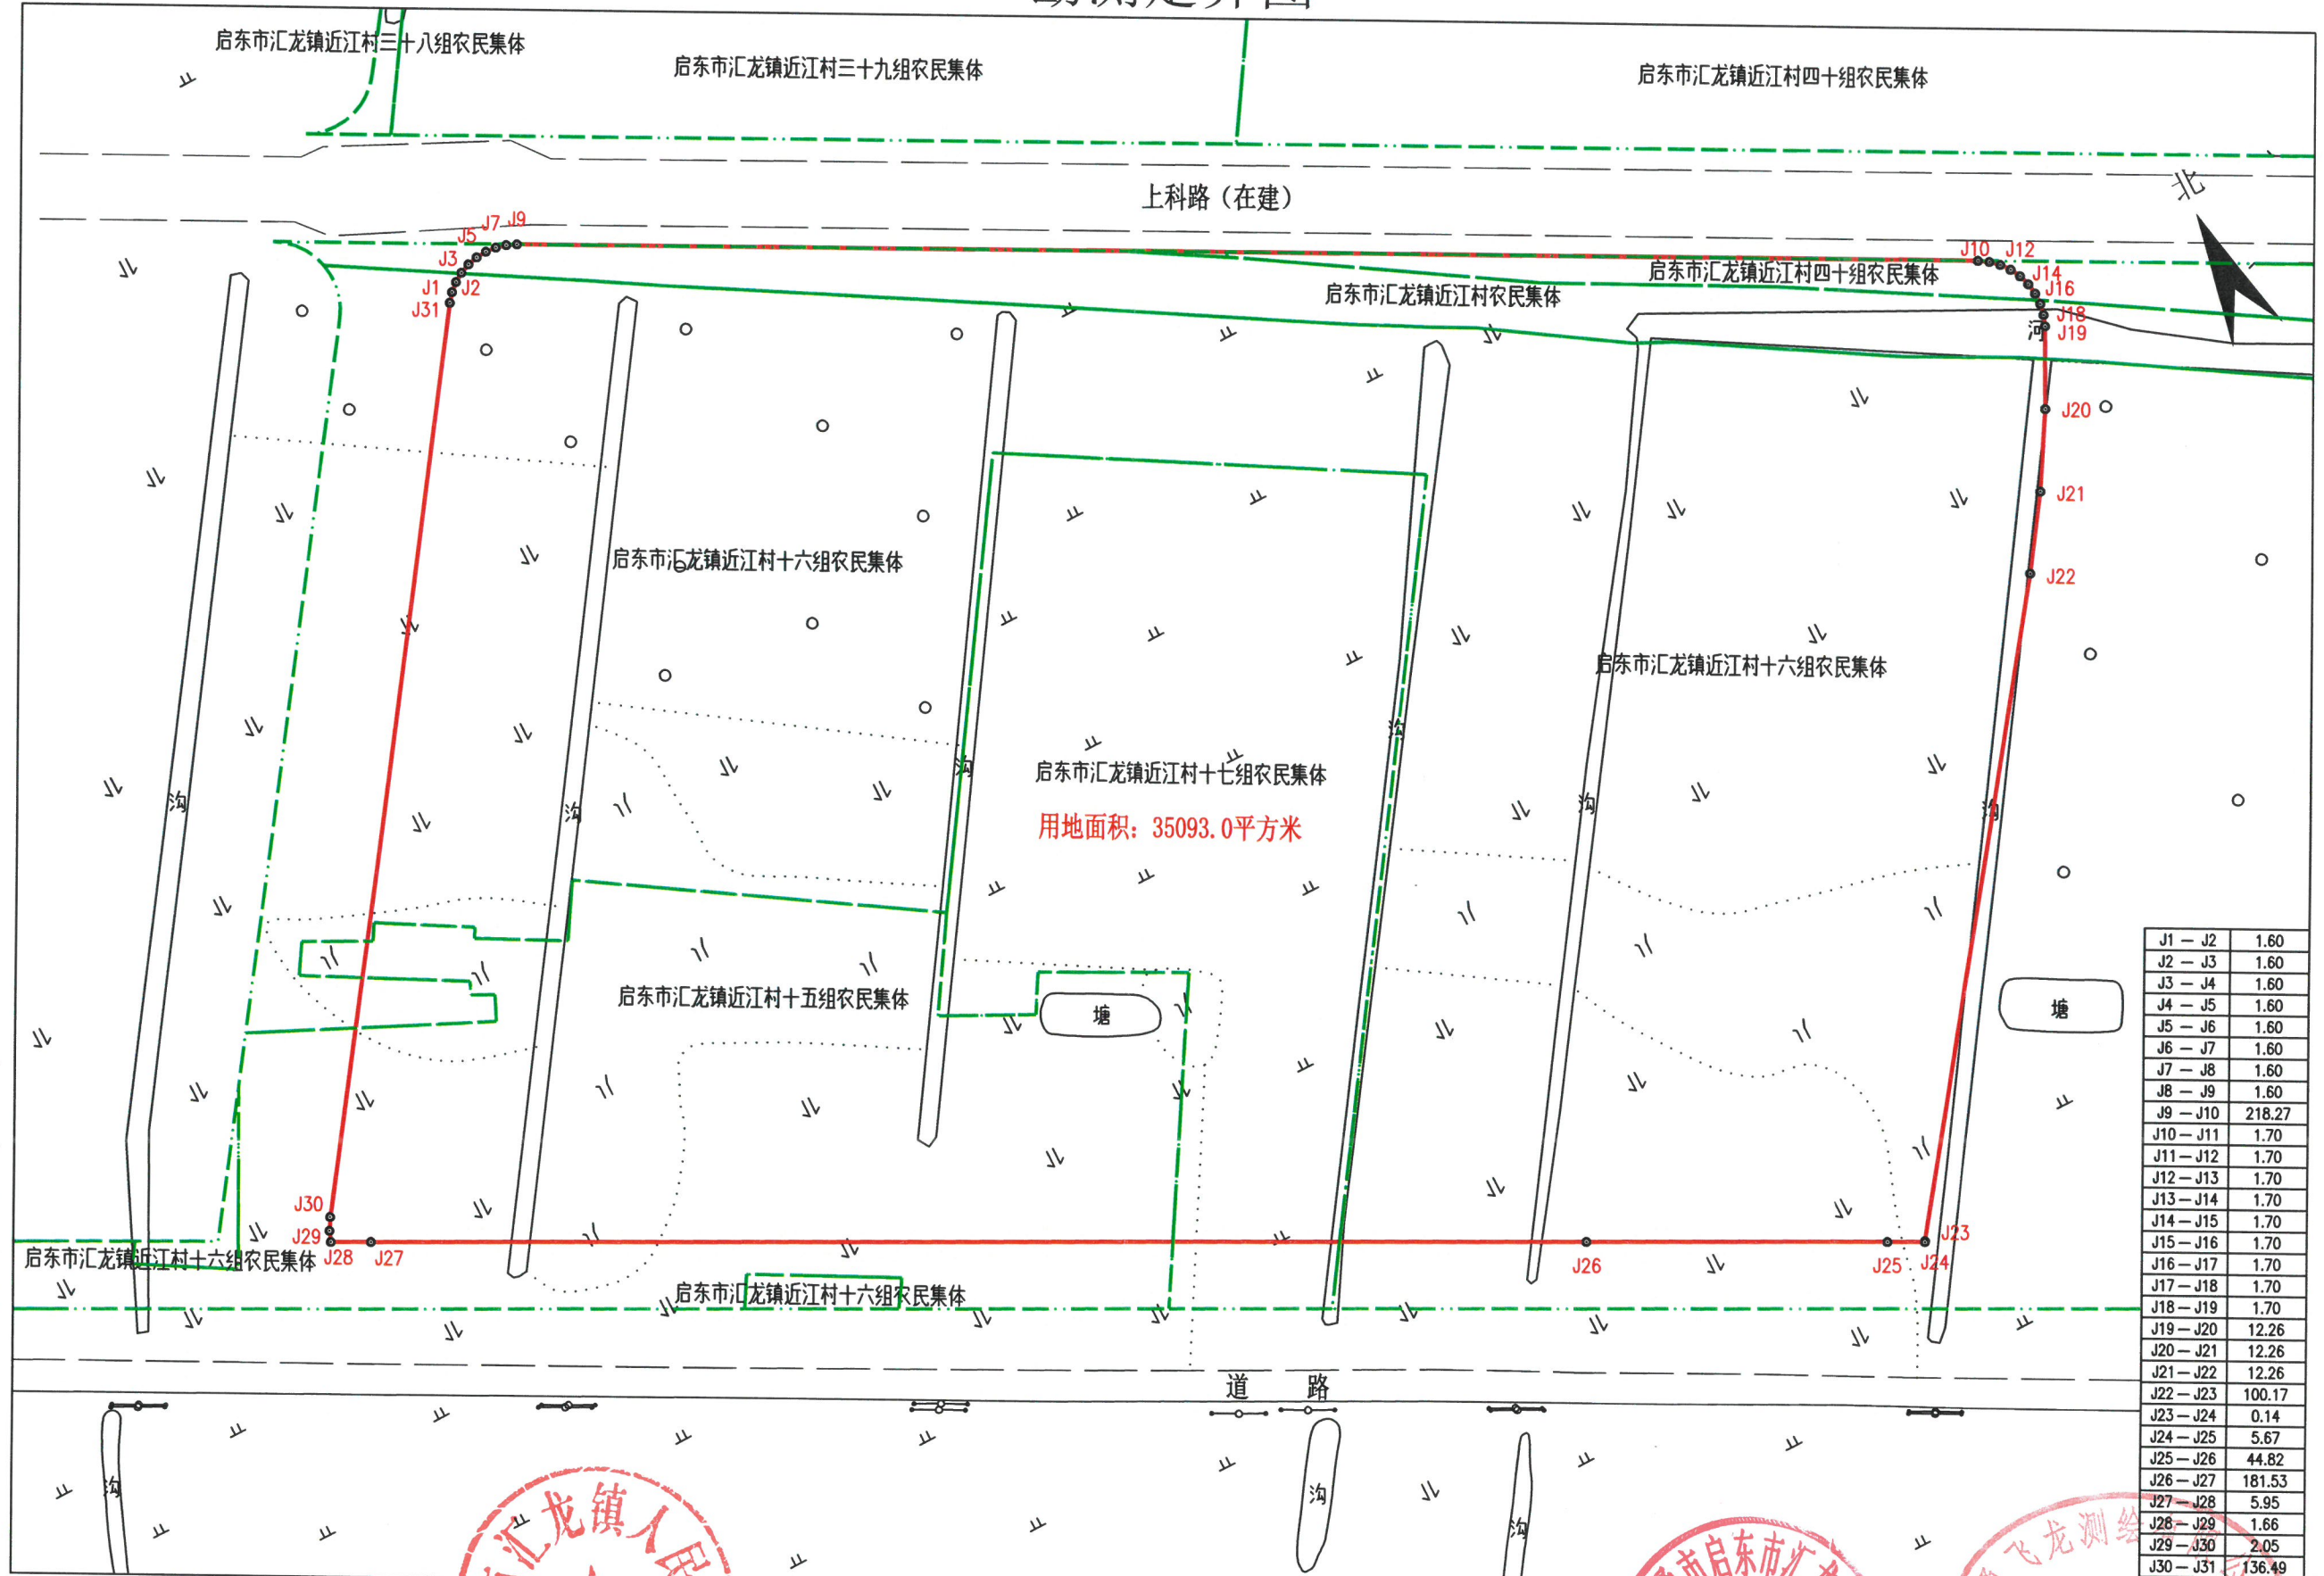 勘测定界图
启东市汇龙镇近江村三十八组农民集体
启东市汇龙镇近江村三十九组农民集体
启东市汇龙镇近江村四十组农民集体
上科路（在建）
北
J7 J9
J5
J3
J1 J2
J31
J10 J12
J14
J16
J18
J19
启东市汇龙镇近江村四十组农民集体
启东市汇龙镇近江村农民集体
河
J20
J21
J22
启东市汇龙镇近江村十六组农民集体
启东市汇龙镇近江村十六组农民集体
沟
沟
沟
沟
沟
沟
启东市汇龙镇近江村十七组农民集体
用地面积：35093.0平方米
启东市汇龙镇近江村十五组农民集体
塘
塘
J30
J29
J28 J27
J26
J25
J24
J23
启东市汇龙镇近江村十六组农民集体
启东市汇龙镇近江村十六组农民集体
道 路
沟
沟
沟
J1 — J2 1.60
J2 — J3 1.60
J3 — J4 1.60
J4 — J5 1.60
J5 — J6 1.60
J6 — J7 1.60
J7 — J8 1.60
J8 — J9 1.60
J9 — J10 218.27
J10 — J11 1.70
J11 — J12 1.70
J12 — J13 1.70
J13 — J14 1.70
J14 — J15 1.70
J15 — J16 1.70
J16 — J17 1.70
J17 — J18 1.70
J18 — J19 1.70
J19 — J20 12.26
J20 — J21 12.26
J21 — J22 12.26
J22 — J23 100.17
J23 — J24 0.14
J24 — J25 5.67
J25 — J26 44.82
J26 — J27 181.53
J27 — J28 5.95
J28 — J29 1.66
J29 — J30 2.05
J30 — J31 136.49
汇龙镇人民
市启东市汇
飞龙测绘